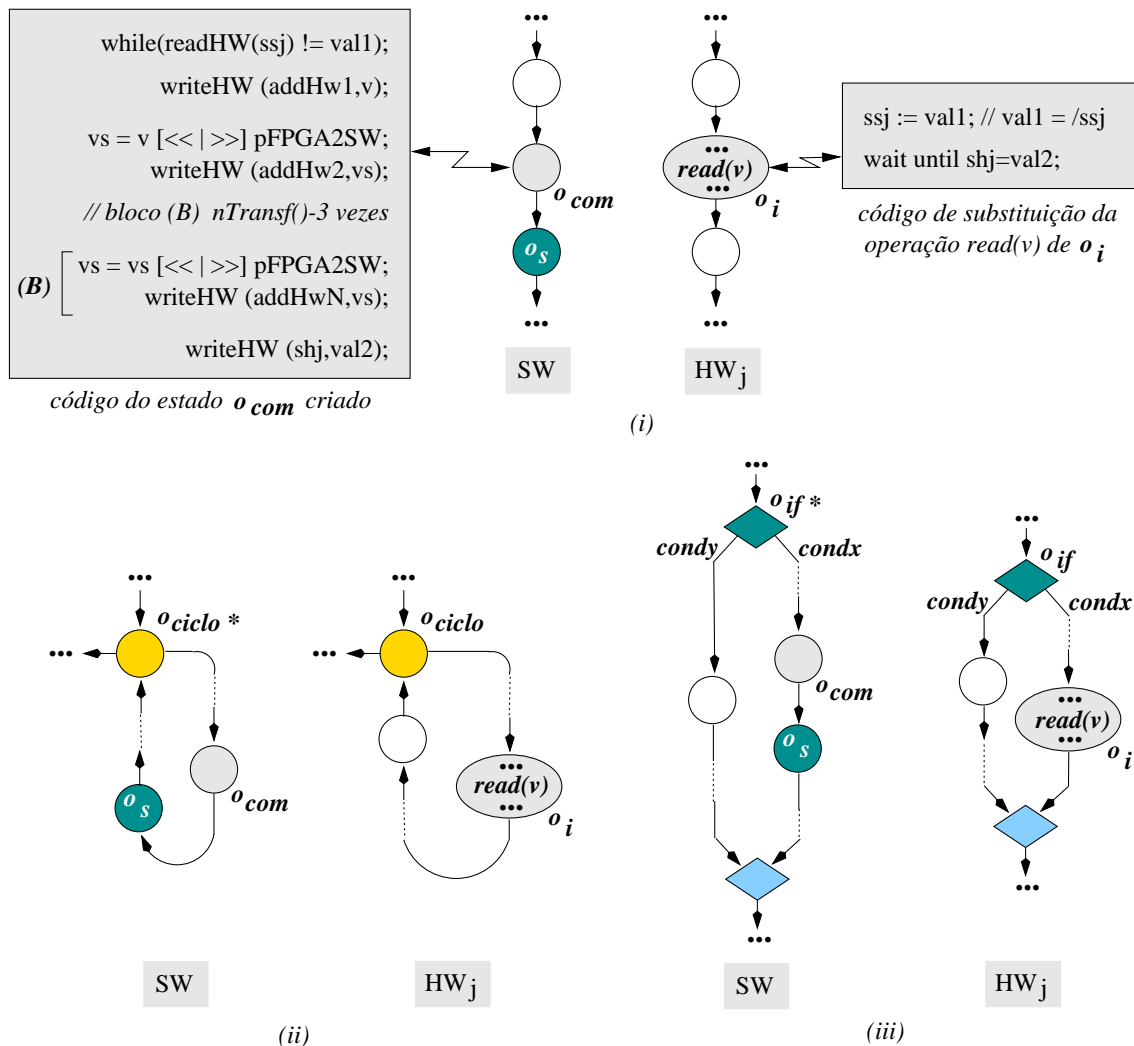 while(readHW(ssj) != val1);
writeHW (addHw1,v);
vs = v [<< | >>] pFPGA2SW;
writeHW (addHw2,vs);
// bloco (B) nTransf()-3 vezes
(B)
vs = vs [<< | >>] pFPGA2SW;
writeHW (addHwN,vs);
writeHW (shj,val2);
código do estado o com criado
•••
o com
o s
•••
SW
•••
•••
read(v)
•••
o i
•••
HW j
ssj := val1; // val1 = /ssj
wait until shj=val2;
código de substituição da
operação read(v) de o i
(i)
•••
o ciclo *
•••
o com
o s
SW
•••
o ciclo
•••
•••
read(v)
•••
o i
HW j
(ii)
•••
o if *
condy
condx
o com
o s
•••
SW
•••
o if
condy
condx
•••
read(v)
•••
o i
•••
HW j
(iii)